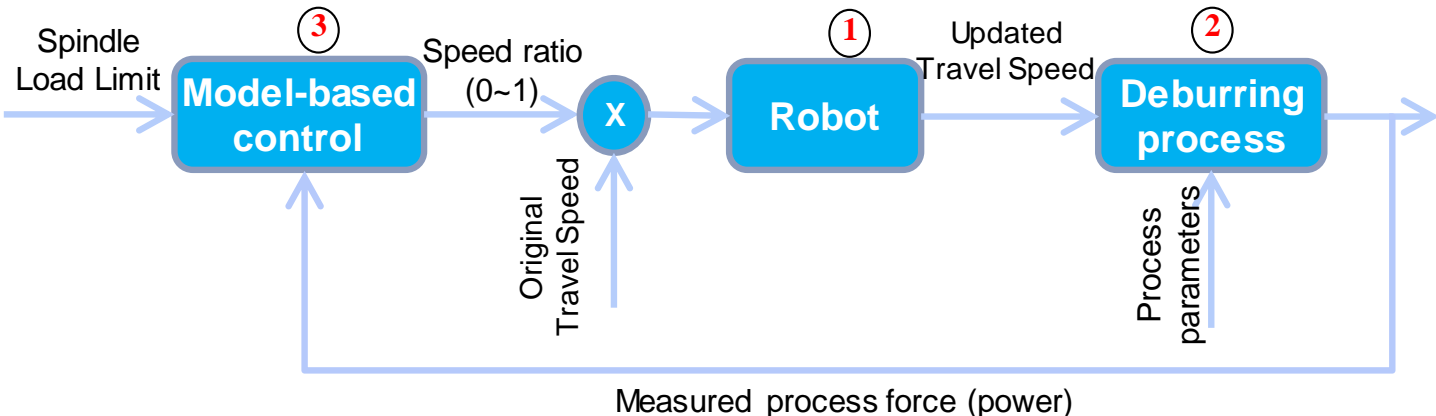 3
1
2
Spindle
Load Limit
Model-based
control
Speed ratio
(0~1)
X
Original
Travel Speed
Robot
Updated
Travel Speed
Deburring
process
Process
parameters
Measured process force (power)